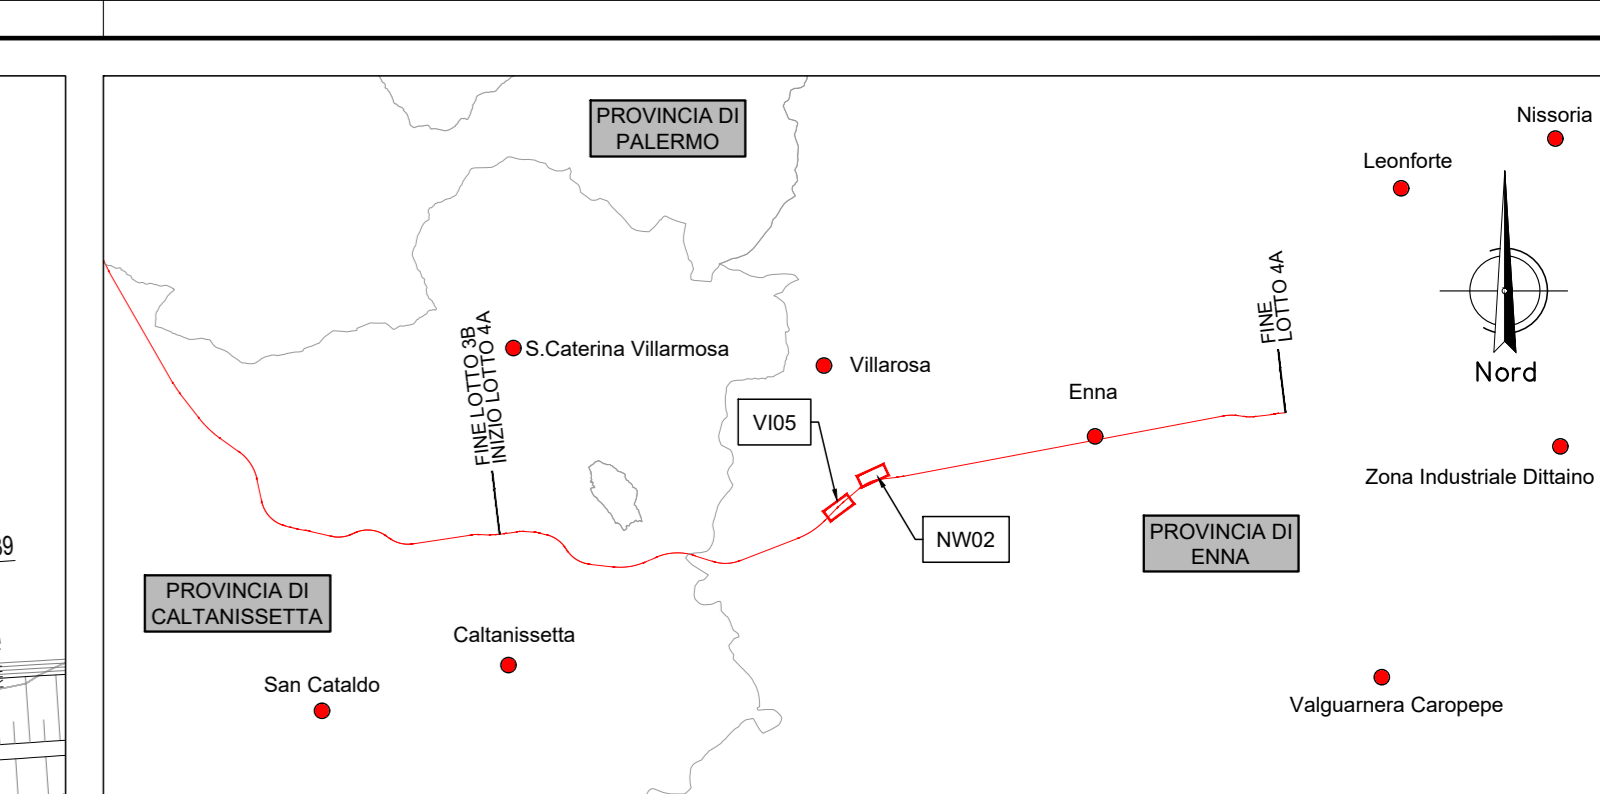 PROVINCIA DI
PALERMO
Nissoria
Leonforte
FINE
LOTTO 4A
Nord
FINE LOTTO 3B
INIZIO LOTTO 4A
S.Caterina Villarmosa
Villarosa
Enna
VI05
Zona Industriale Dittaino
NW02
PROVINCIA DI
ENNA
PROVINCIA DI
CALTANISSETTA
Caltanissetta
San Cataldo
Valguarnera Caropepe